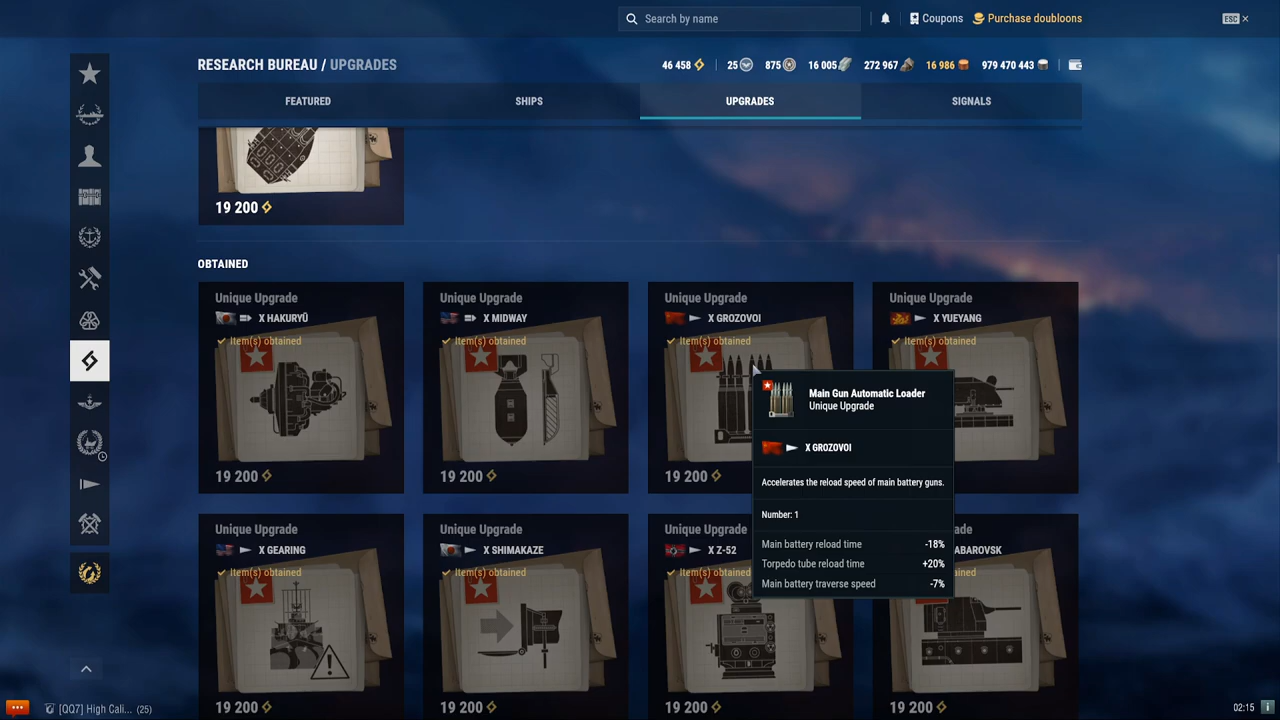 Search by name
Coupons
Purchase doubloons
ESC ×
RESEARCH BUREAU / UPGRADES
46 458
25
875
16 005
272 967
16 986
979 470 443
FEATURED
SHIPS
UPGRADES
SIGNALS
19 200
OBTAINED
Unique Upgrade
X HAKURYŪ
Item(s) obtained
19 200
Unique Upgrade
X MIDWAY
Item(s) obtained
19 200
Unique Upgrade
X GROZOVOI
Item(s) obtained
19 200
Unique Upgrade
X YUEYANG
Item(s) obtained
Main Gun Automatic Loader
Unique Upgrade
X GROZOVOI
Accelerates the reload speed of main battery guns.
Number: 1
Main battery reload time -18%
Torpedo tube reload time +20%
Main battery traverse speed -7%
Unique Upgrade
X GEARING
Item(s) obtained
19 200
Unique Upgrade
X SHIMAKAZE
Item(s) obtained
19 200
Unique Upgrade
X Z-52
Item(s) obtained
19 200
ade
ABAROVSK
ained
19 200
[QQ7] High Cali... (25)
02:15